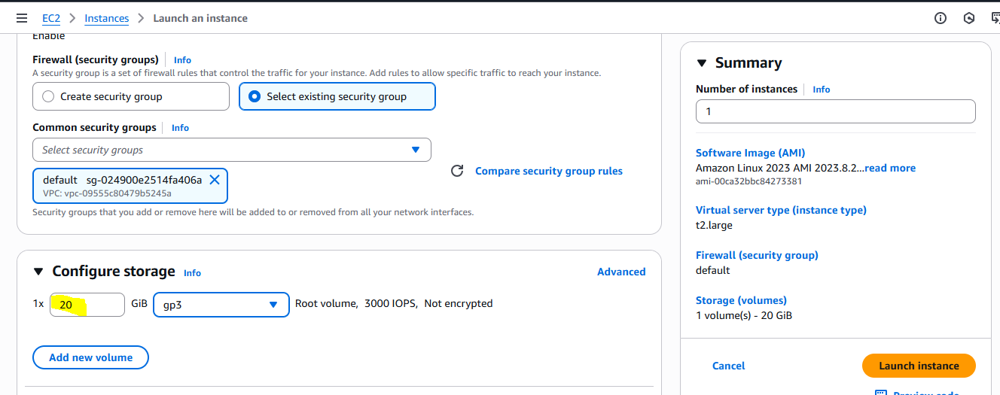 EC2 > Instances > Launch an instance
Enable
Firewall (security groups) Info
A security group is a set of firewall rules that control the traffic for your instance. Add rules to allow specific traffic to reach your instance.
Create security group Select existing security group
Common security groups Info
Select security groups
Compare security group rules
default sg-024900e2514fa406a
VPC: vpc-09555c80479b5245a
Security groups that you add or remove here will be added to or removed from all your network interfaces.
Configure storage Info
Advanced
1x 20 GiB gp3 Root volume, 3000 IOPS, Not encrypted
Add new volume
Summary
Number of instances Info
1
Software Image (AMI)
Amazon Linux 2023 AMI 2023.8.2...read more
ami-00ca32bbc84273381
Virtual server type (instance type)
t2.large
Firewall (security group)
default
Storage (volumes)
1 volume(s) - 20 GiB
Cancel Launch instance
Preview code